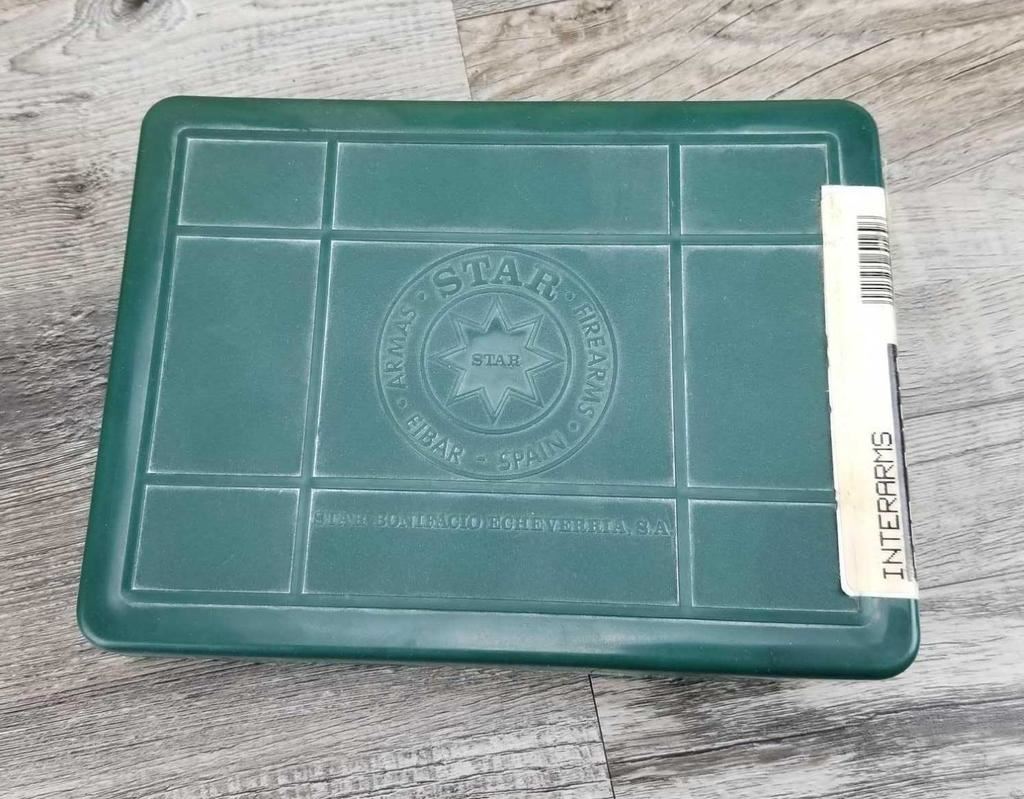 STAR
ARMAS · FIREARMS
STAR
EIBAR - SPAIN
STAR BONIFACIO ECHEVERRIA, S.A.
INTERARMS